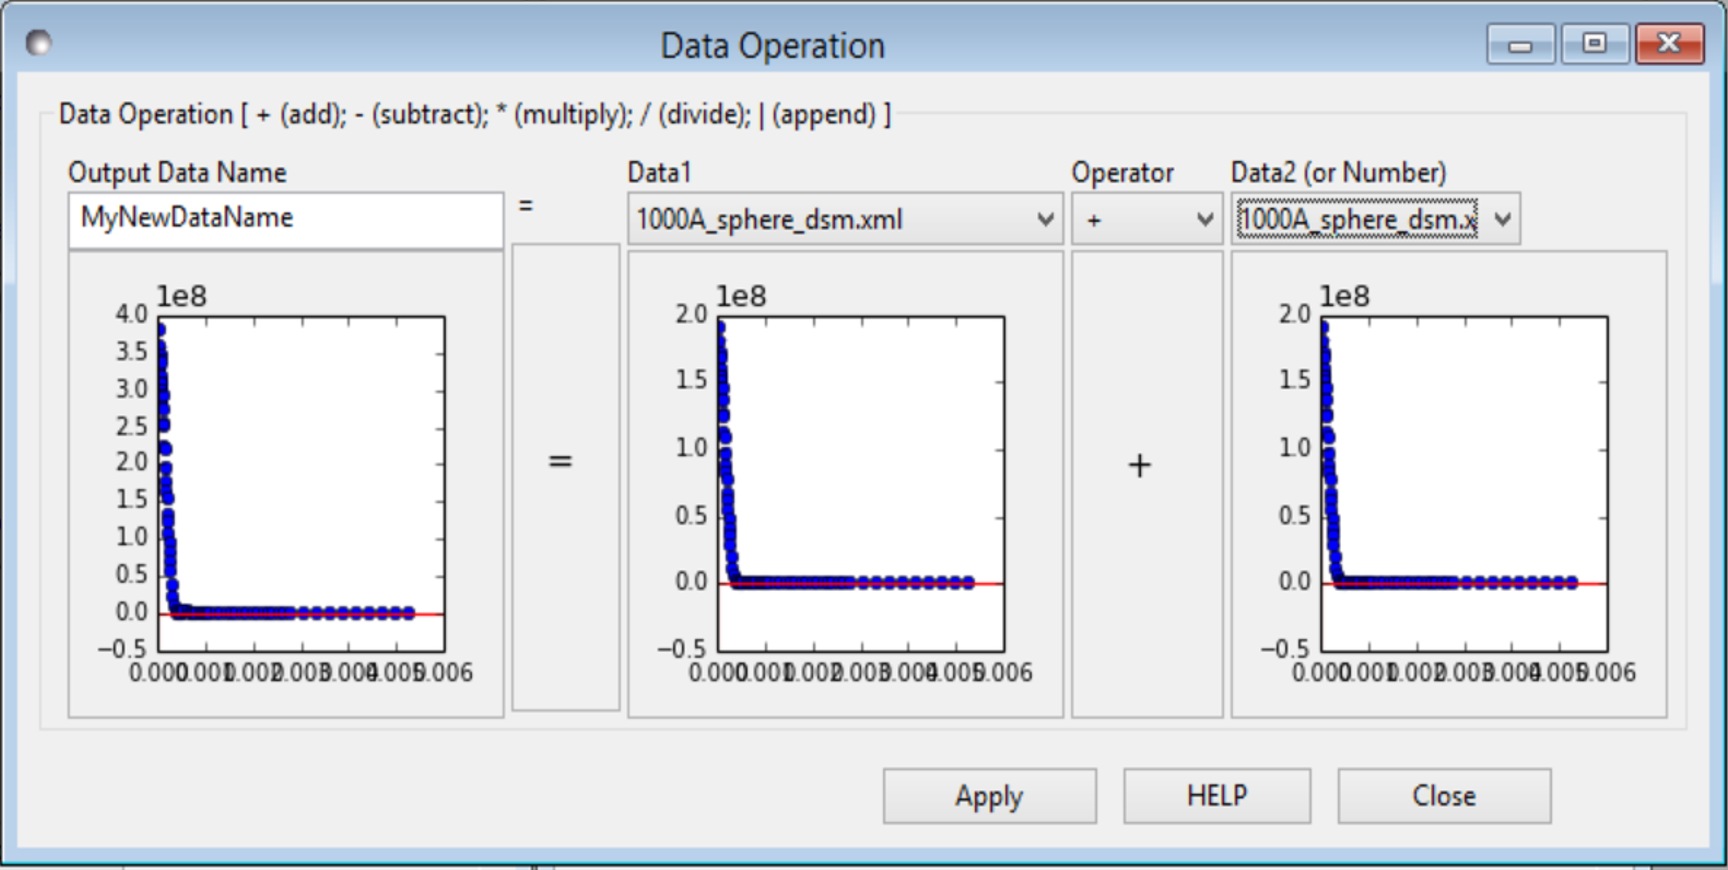 Data Operation
Data Operation [ + (add); - (subtract); * (multiply); / (divide); | (append) ]
Output Data Name
Data1
Operator
Data2 (or Number)
MyNewDataName
=
1000A_sphere_dsm.xml
+
1000A_sphere_dsm.x
1e8
4.0
3.5
3.0
2.5
2.0
1.5
1.0
0.5
0.0
−0.5
0.000 0.001 0.002 0.003 0.004 0.005 0.006
=
1e8
2.0
1.5
1.0
0.5
0.0
−0.5
0.000 0.001 0.002 0.003 0.004 0.005 0.006
+
1e8
2.0
1.5
1.0
0.5
0.0
−0.5
0.000 0.001 0.002 0.003 0.004 0.005 0.006
Apply
HELP
Close